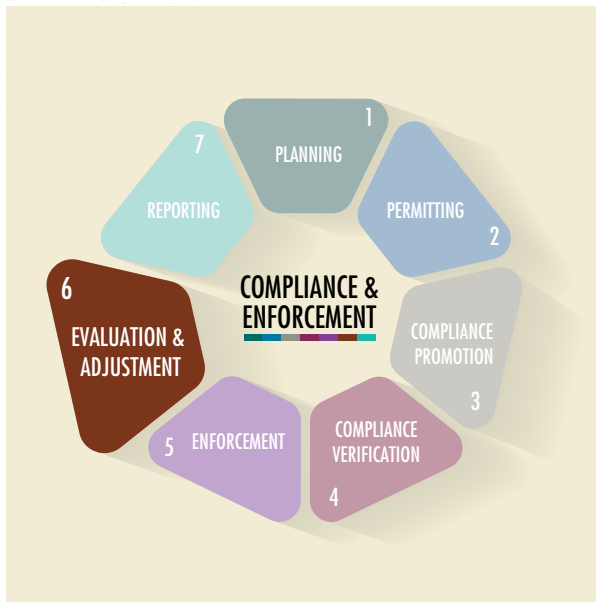 1
PLANNING
PERMITTING
2
COMPLIANCE
PROMOTION
3
COMPLIANCE
VERIFICATION
4
5
ENFORCEMENT
6
EVALUATION &
ADJUSTMENT
7
REPORTING
COMPLIANCE &
ENFORCEMENT